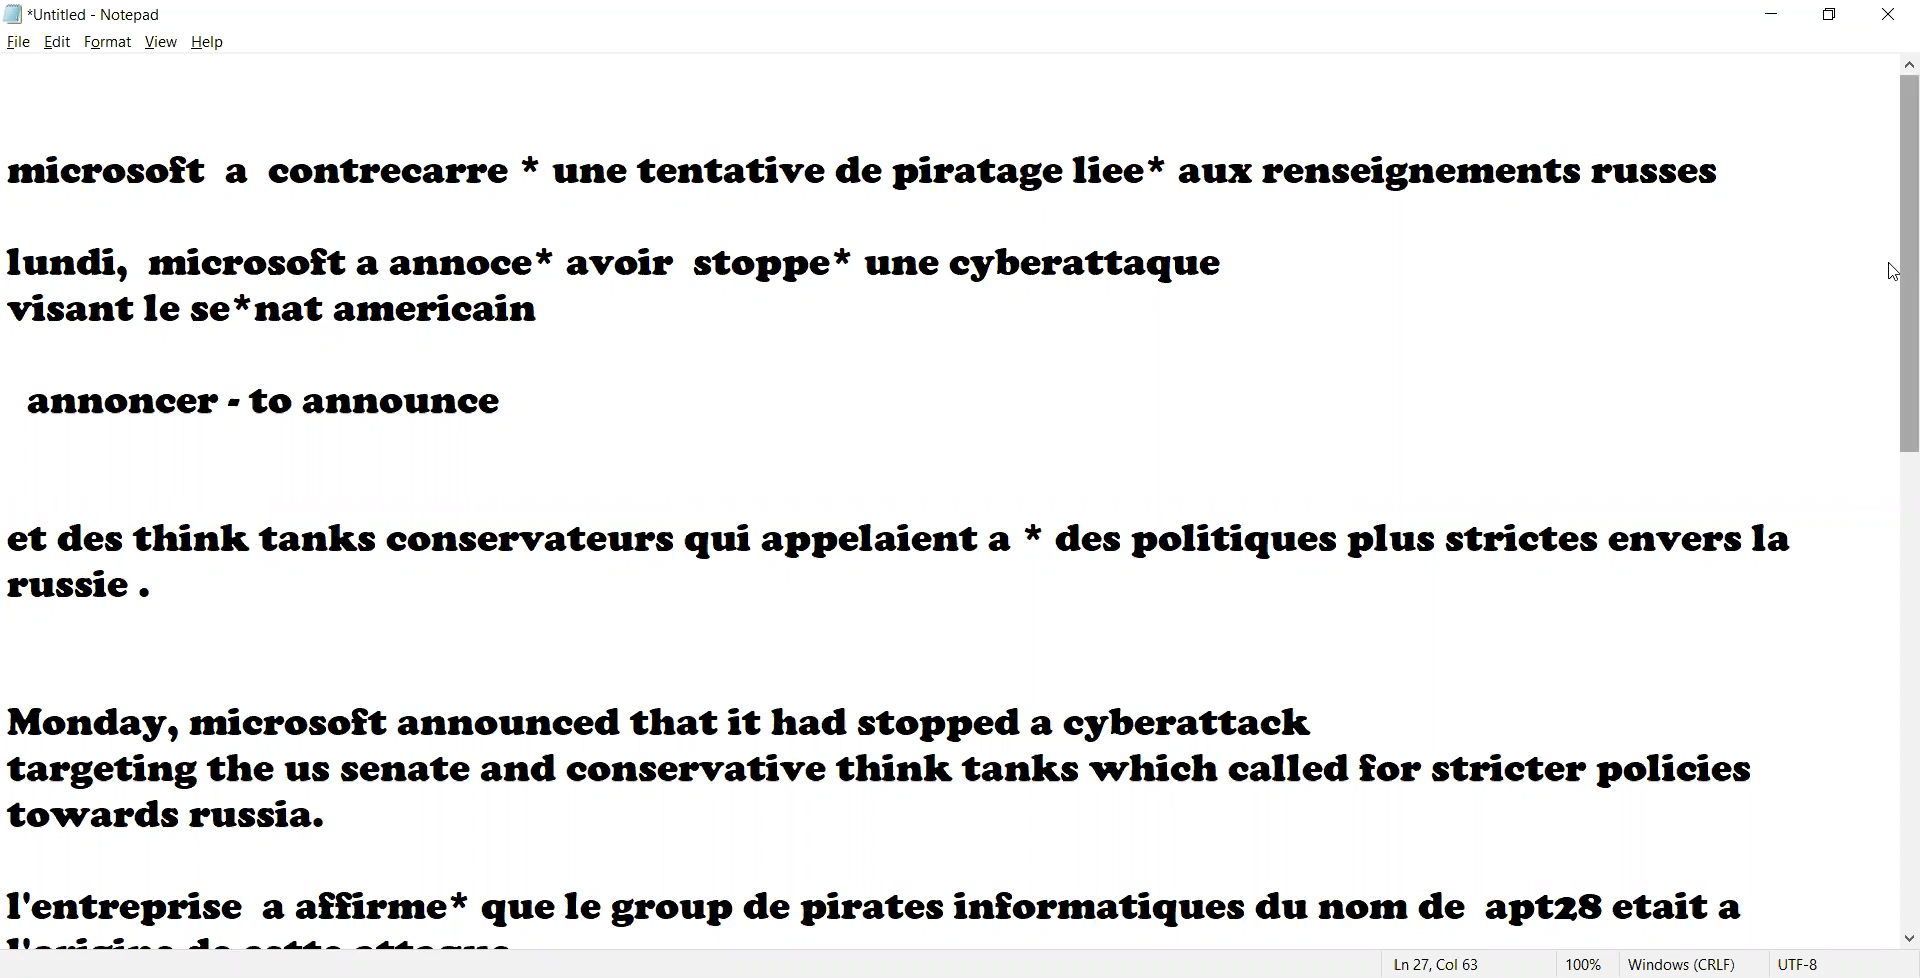 *Untitled - Notepad
File Edit Format View Help
microsoft a contrecarre * une tentative de piratage liee* aux renseignements russes
lundi, microsoft a annoce* avoir stoppe* une cyberattaque
visant le se*nat americain
annoncer - to announce
et des think tanks conservateurs qui appelaient a * des politiques plus strictes envers la
russie .
Monday, microsoft announced that it had stopped a cyberattack
targeting the us senate and conservative think tanks which called for stricter policies
towards russia.
l'entreprise a affirme* que le group de pirates informatiques du nom de apt28 etait a
l'origine de cette attaque
Ln 27, Col 63 100% Windows (CRLF) UTF-8